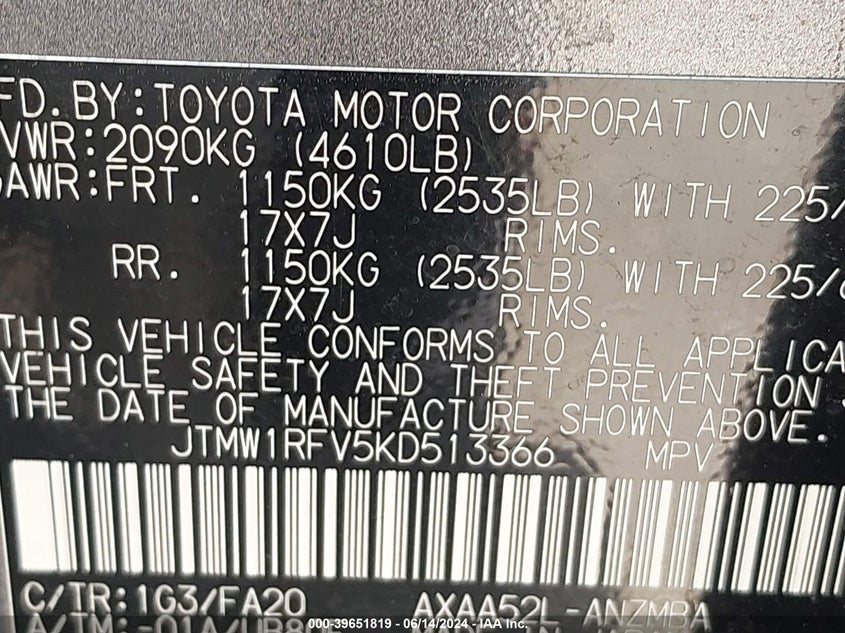 FD.BY:TOYOTA MOTOR CORPORATION
VWR:2090KG (4610LB)
AWR:FRT. 1150KG (2535LB) WITH 225/
17X7J RIMS.
RR. 1150KG (2535LB) WITH 225/6
17X7J RIMS.
THIS VEHICLE CONFORMS TO ALL APPLICA
VEHICLE SAFETY AND THEFT PREVENTION
THE DATE OF MANUFACTURE SHOWN ABOVE.
JTMW1RFV5KD513366 MPV
C/TR:1G3/FA20 AXAA52L-ANZMBA
000-39651819 - 06/14/2024 - IAA, Inc.